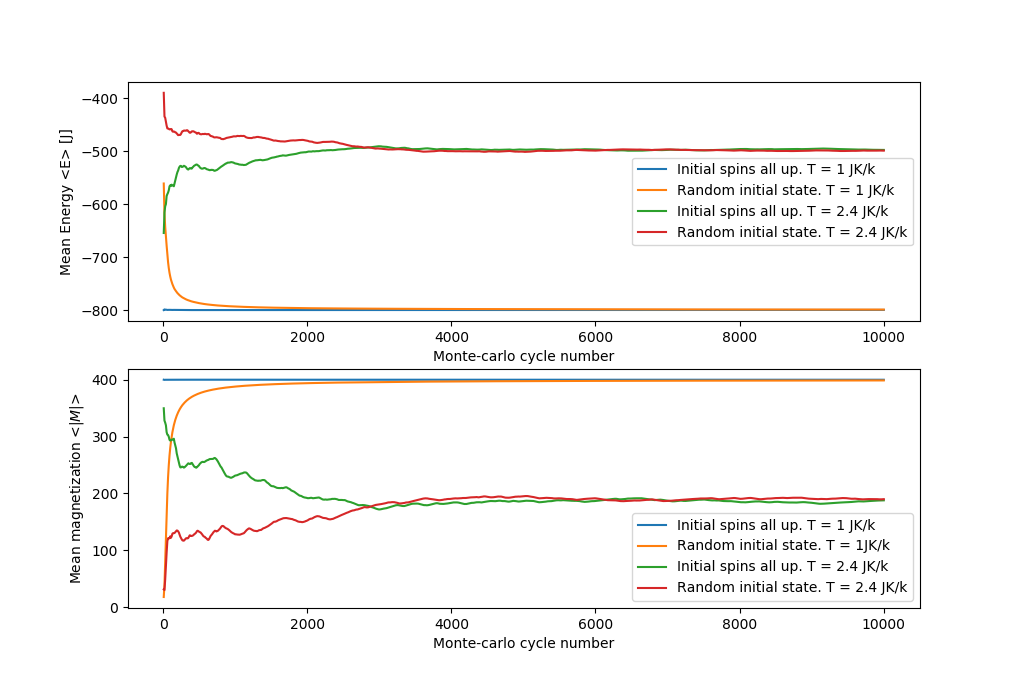 −400
−500
−600
−700
−800
Mean Energy <E> [J]
Initial spins all up. T = 1 JK/k
Random initial state. T = 1 JK/k
Initial spins all up. T = 2.4 JK/k
Random initial state. T = 2.4 JK/k
0 2000 4000 6000 8000 10000
Monte-carlo cycle number
400
300
200
100
0
Mean magnetization <|M|>
Initial spins all up. T = 1 JK/k
Random initial state. T = 1JK/k
Initial spins all up. T = 2.4 JK/k
Random initial state. T = 2.4 JK/k
0 2000 4000 6000 8000 10000
Monte-carlo cycle number